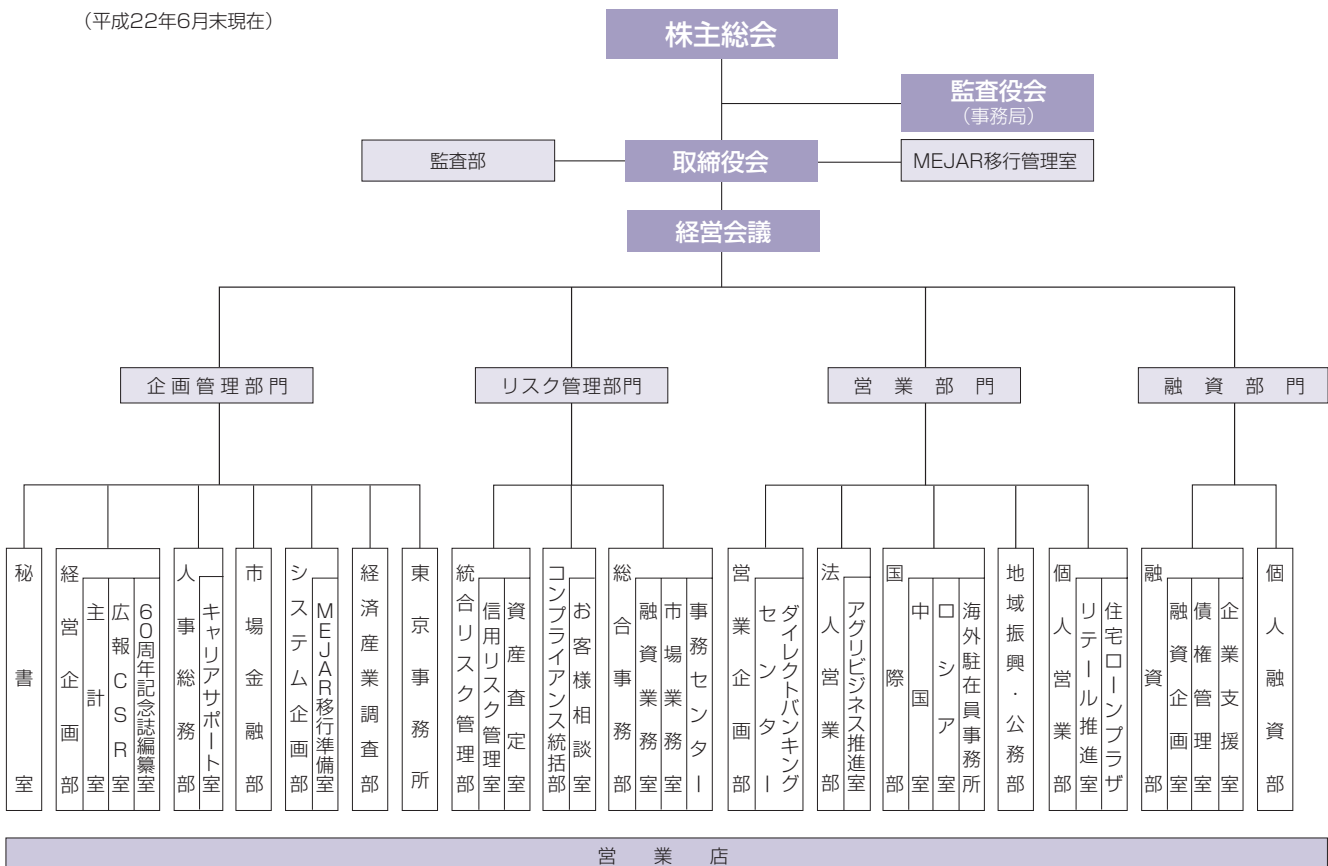 (平成22年6月末現在)
株主総会
監査役会
(事務局)
監査部
取締役会
MEJAR移行管理室
経営会議
企画管理部門
リスク管理部門
営業部門
融資部門
秘書室
経営企画部
主計室
広報CSR室
60周年記念誌編纂室
人事総務部
キャリアサポート室
市場金融部
システム企画部
MEJAR移行準備室
経済産業調査部
東京事務所
統合リスク管理部
信用リスク管理室
資産査定室
コンプライアンス統括部
お客様相談室
総合事務部
融資業務室
市場業務室
事務センター
営業企画部
ダイレクトバンキング
センター
法人営業部
アグリビジネス推進室
国際部
中国室
ロシア室
海外駐在員事務所
地域振興・公務部
個人営業部
リテール推進室
住宅ローンプラザ
融資部
融資企画室
債権管理室
企業支援室
個人融資部
営業店